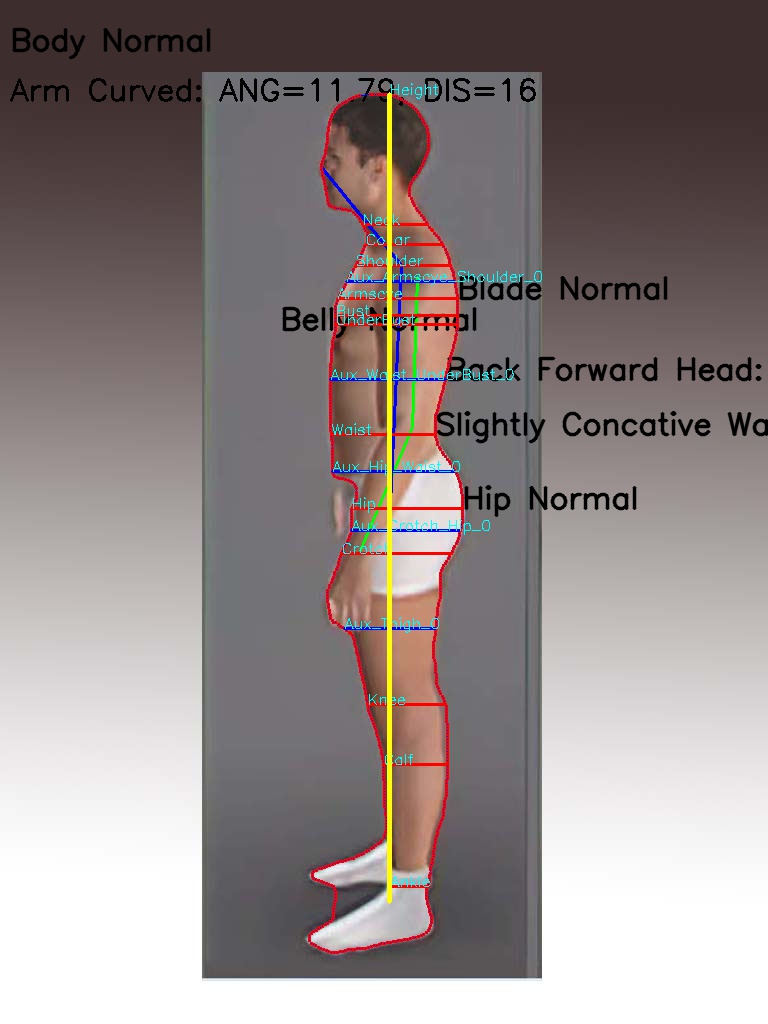 Body Normal
Arm Curved: ANG=11.79, DIS=16
Height
Neck
Collar
Shoulder
Aux_Armscye_Shoulder_0
Armscye
Blade Normal
Bust
UnderBust
Belly Normal
Back Forward Head:
Aux_Waist_UnderBust_0
Slightly Concative Wa
Waist
Aux_Hip_Waist_0
Hip Normal
Hip
Aux_Crotch_Hip_0
Crotch
Aux_Thigh_0
Knee
Calf
Ankle